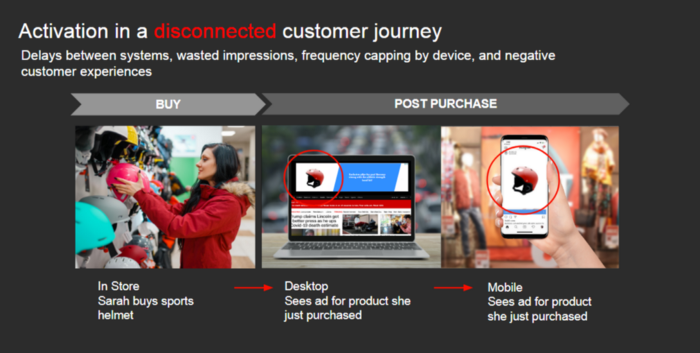 Activation in a disconnected customer journey
Delays between systems, wasted impressions, frequency capping by device, and negative
customer experiences
BUY
POST PURCHASE
In Store
Sarah buys sports
helmet
Desktop
Sees ad for product she
just purchased
Mobile
Sees ad for product
she just purchased